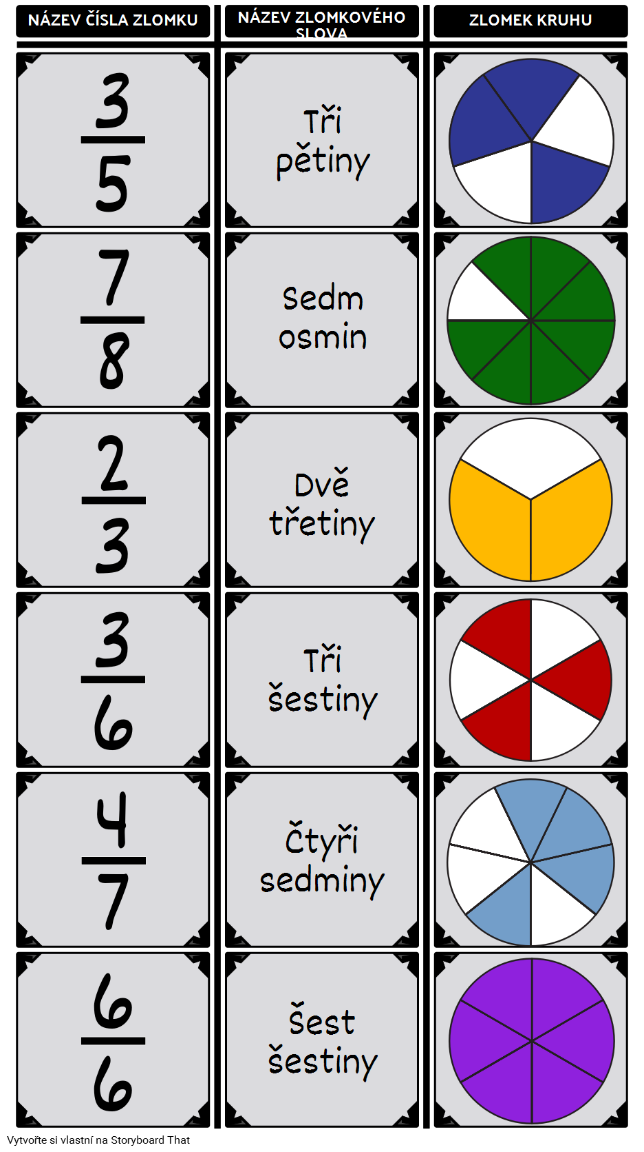 NÁZEV ČÍSLA ZLOMKU
NÁZEV ZLOMKOVÉHO
SLOVA
ZLOMEK KRUHU
3
5
Tři
pětiny
7
8
Sedm
osmin
2
3
Dvě
třetiny
3
6
Tři
šestiny
4
7
Čtyři
sedminy
6
6
Šest
šestiny
Vytvořte si vlastní na Storyboard That